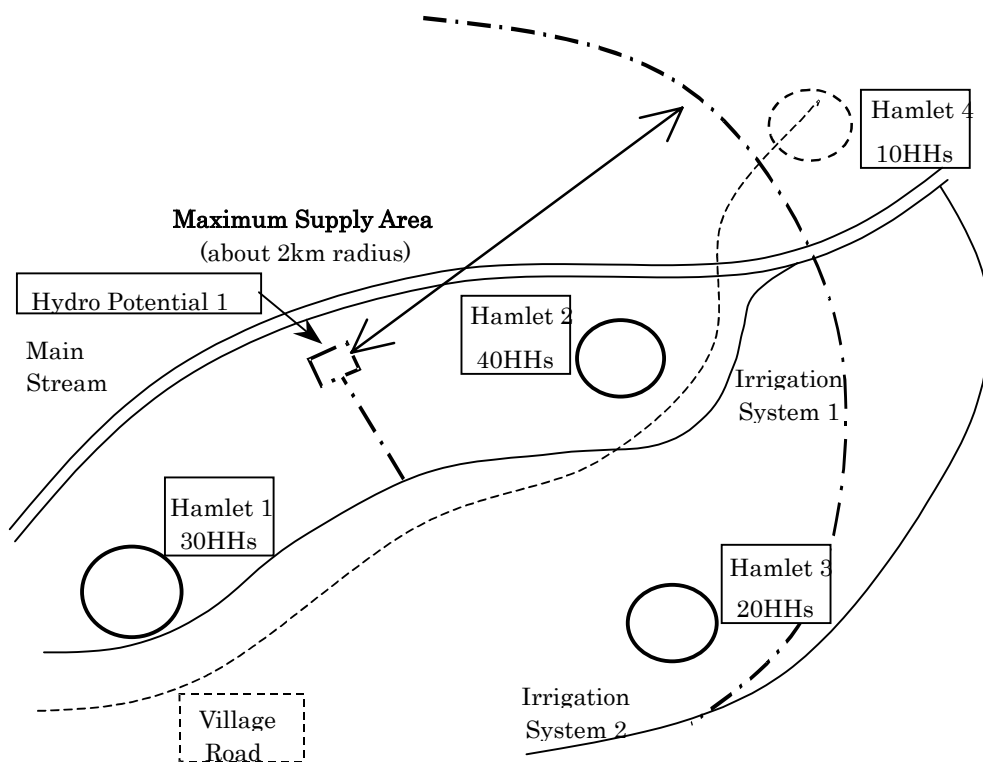 Hamlet 4
10HHs
Maximum Supply Area
(about 2km radius)
Hydro Potential 1
Main
Stream
Hamlet 2
40HHs
Irrigation
System 1
Hamlet 1
30HHs
Hamlet 3
20HHs
Irrigation
System 2
Village
Road